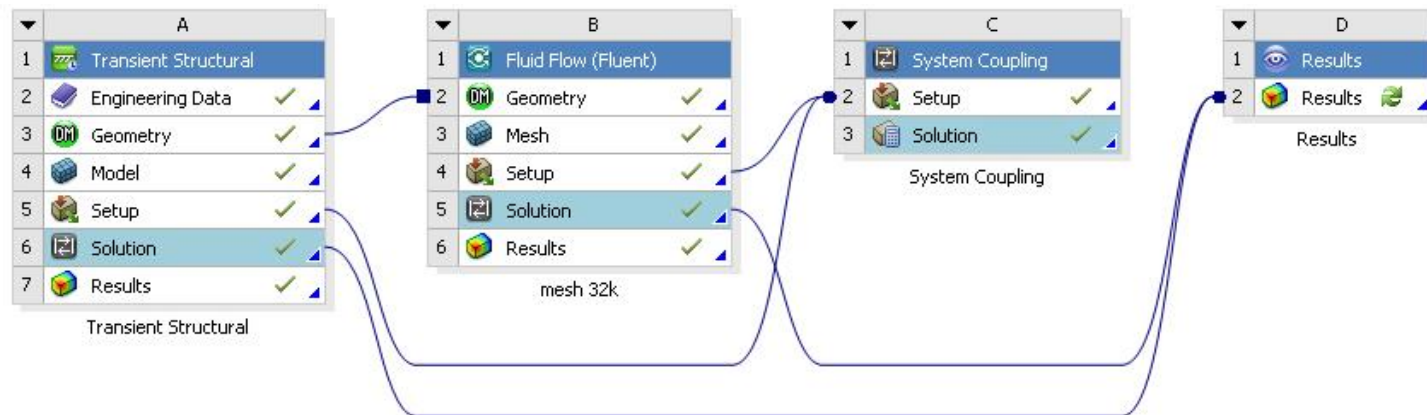 A
1 Transient Structural
2 Engineering Data
3 DM Geometry
4 Model
5 Setup
6 Solution
7 Results
Transient Structural
B
1 Fluid Flow (Fluent)
2 DM Geometry
3 Mesh
4 Setup
5 Solution
6 Results
mesh 32k
C
1 System Coupling
2 Setup
3 Solution
System Coupling
D
1 Results
2 Results
Results